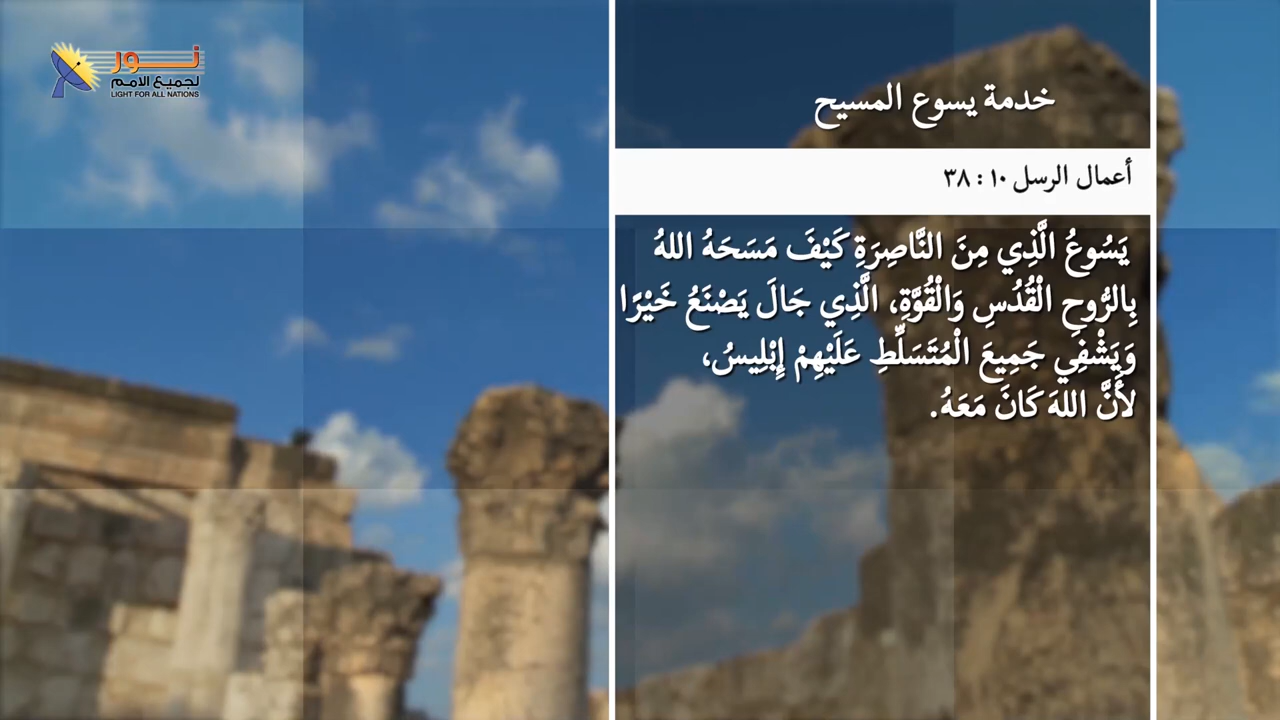 نور
لجميع الامم
LIGHT FOR ALL NATIONS
خدمة يسوع المسيح
أعمال الرسل ١٠ : ٣٨
يَسُوعُ الَّذِي مِنَ النَّاصِرَةِ كَيْفَ مَسَحَهُ اللهُ
بِالرُّوحِ الْقُدُسِ وَالْقُوَّةِ، الَّذِي جَالَ يَصْنَعُ خَيْرًا
وَيَشْفِي جَمِيعَ الْمُتَسَلِّطِ عَلَيْهِمْ إِبْلِيسُ،
لأَنَّ اللهَ كَانَ مَعَهُ.